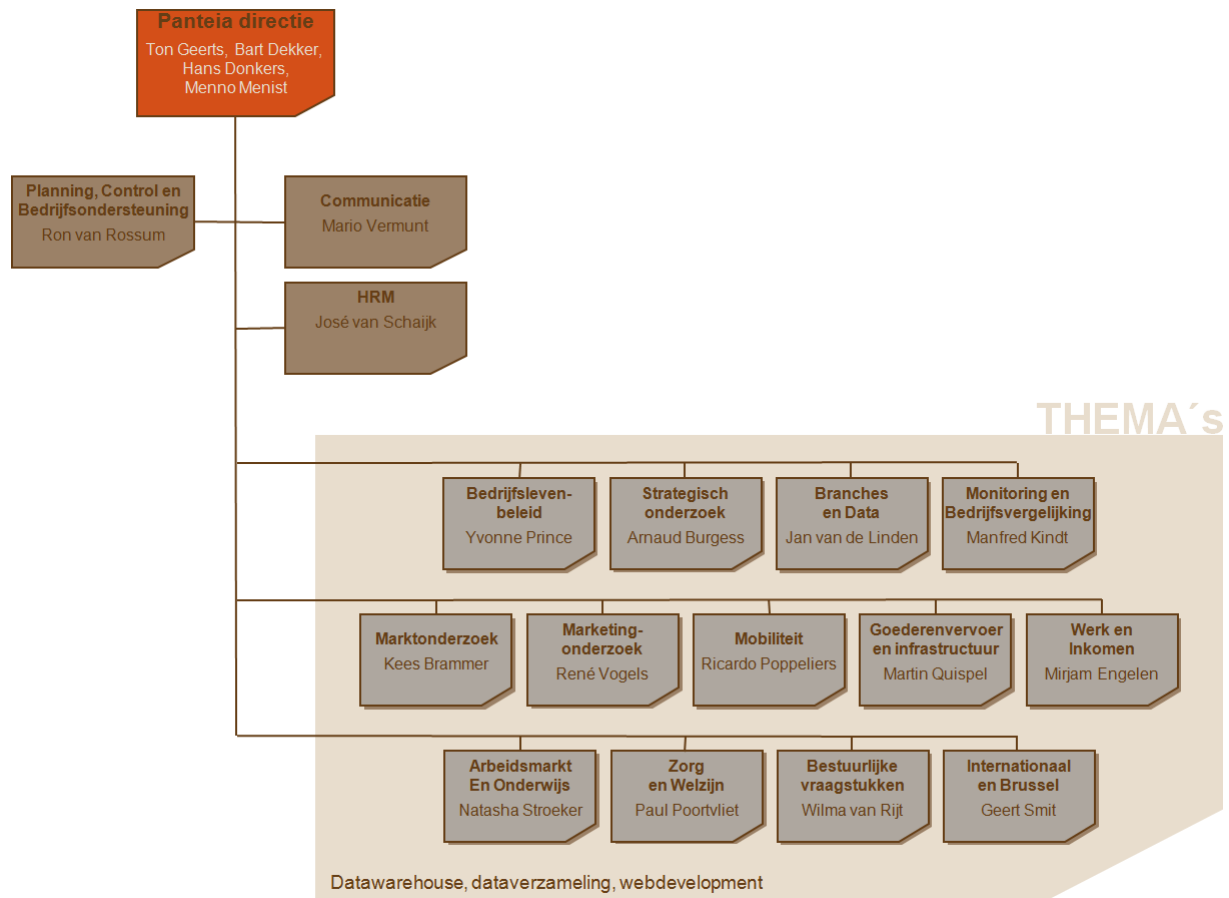 Panteia directie
Ton Geerts, Bart Dekker,
Hans Donkers,
Menno Menist
Planning, Control en
Bedrijfsondersteuning
Ron van Rossum
Communicatie
Mario Vermunt
HRM
José van Schaijk
THEMA´s
Bedrijfsleven-
beleid
Yvonne Prince
Strategisch
onderzoek
Arnaud Burgess
Branches
en Data
Jan van de Linden
Monitoring en
Bedrijfsvergelijking
Manfred Kindt
Marktonderzoek
Kees Brammer
Marketing-
onderzoek
René Vogels
Mobiliteit
Ricardo Poppeliers
Goederenvervoer
en infrastructuur
Martin Quispel
Werk en
Inkomen
Mirjam Engelen
Arbeidsmarkt
En Onderwijs
Natasha Stroeker
Zorg
en Welzijn
Paul Poortvliet
Bestuurlijke
vraagstukken
Wilma van Rijt
Internationaal
en Brussel
Geert Smit
Datawarehouse, dataverzameling, webdevelopment